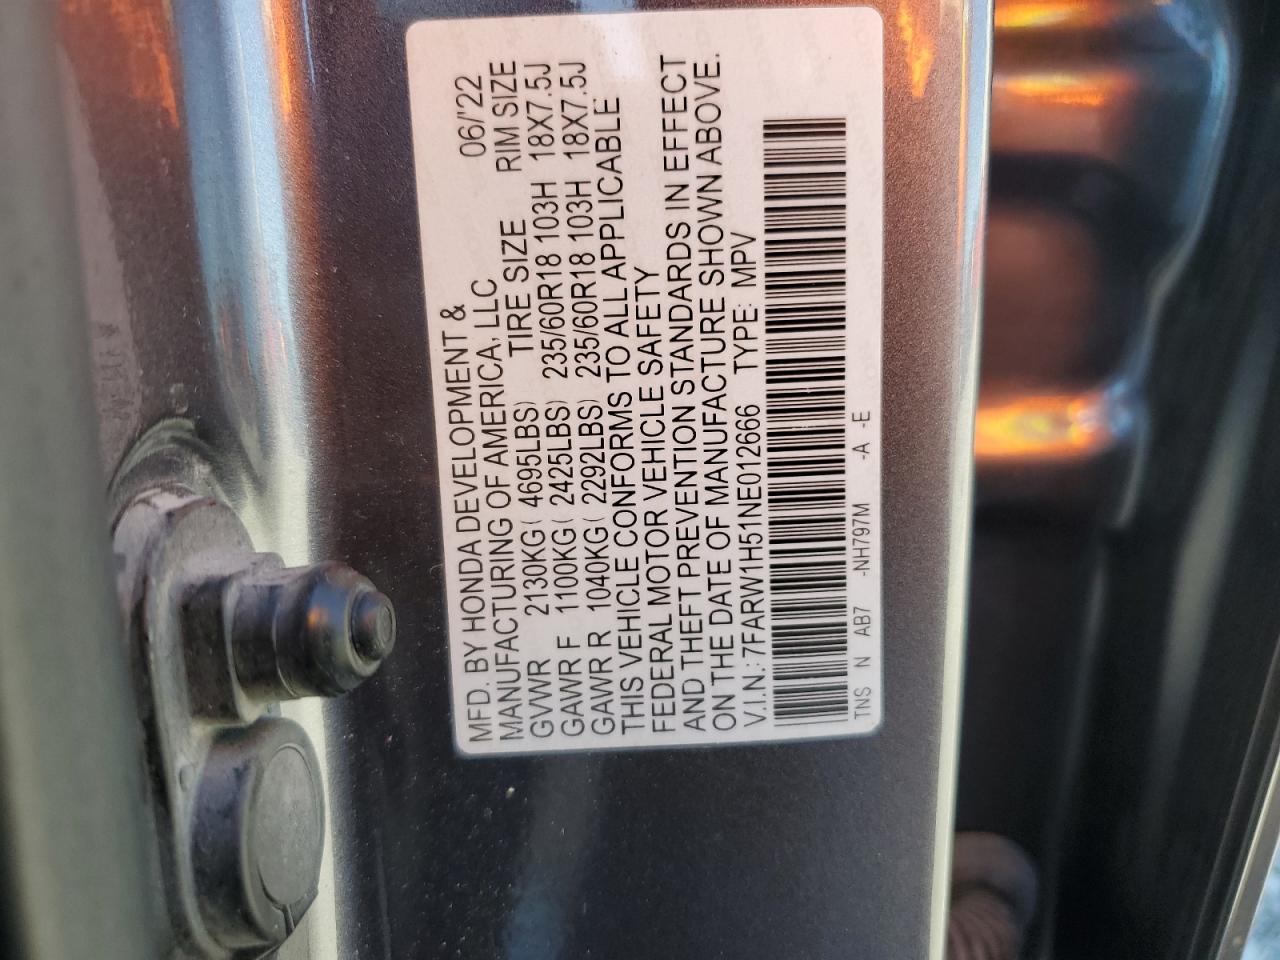 MFD. BY HONDA DEVELOPMENT &
MANUFACTURING OF AMERICA, LLC 06/'22
TIRE SIZE RIM SIZE
GVWR 2130KG( 4695LBS)
GAWR F 1100KG( 2425LBS) 235/60R18 103H 18X7.5J
GAWR R 1040KG( 2292LBS) 235/60R18 103H 18X7.5J
THIS VEHICLE CONFORMS TO ALL APPLICABLE
FEDERAL MOTOR VEHICLE SAFETY
AND THEFT PREVENTION STANDARDS IN EFFECT
ON THE DATE OF MANUFACTURE SHOWN ABOVE.
V.I.N.: 7FARW1H51NE012666 TYPE: MPV
TNS N AB7 -NH797M -A -E